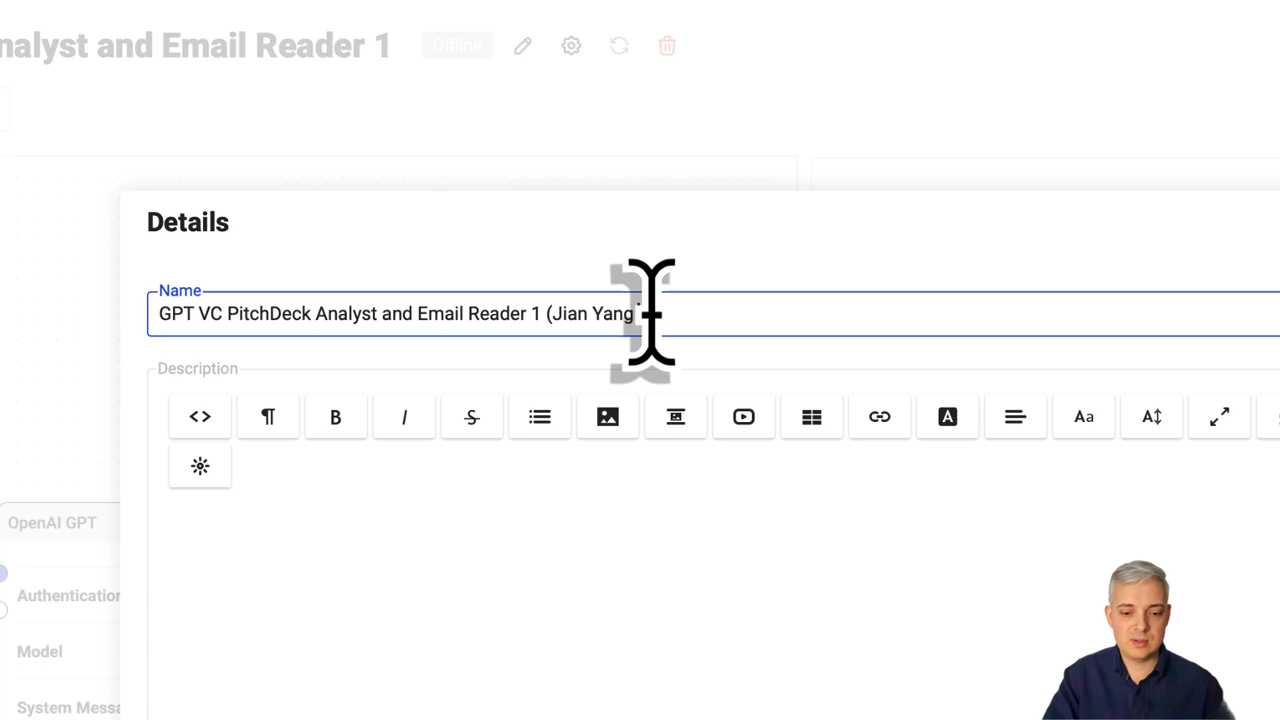 nalyst and Email Reader 1
Offline
Details
Name
GPT VC PitchDeck Analyst and Email Reader 1 (Jian Yang
Description
B
I
S
A
Aa
A
OpenAI GPT
Authentication
Model
System Messa